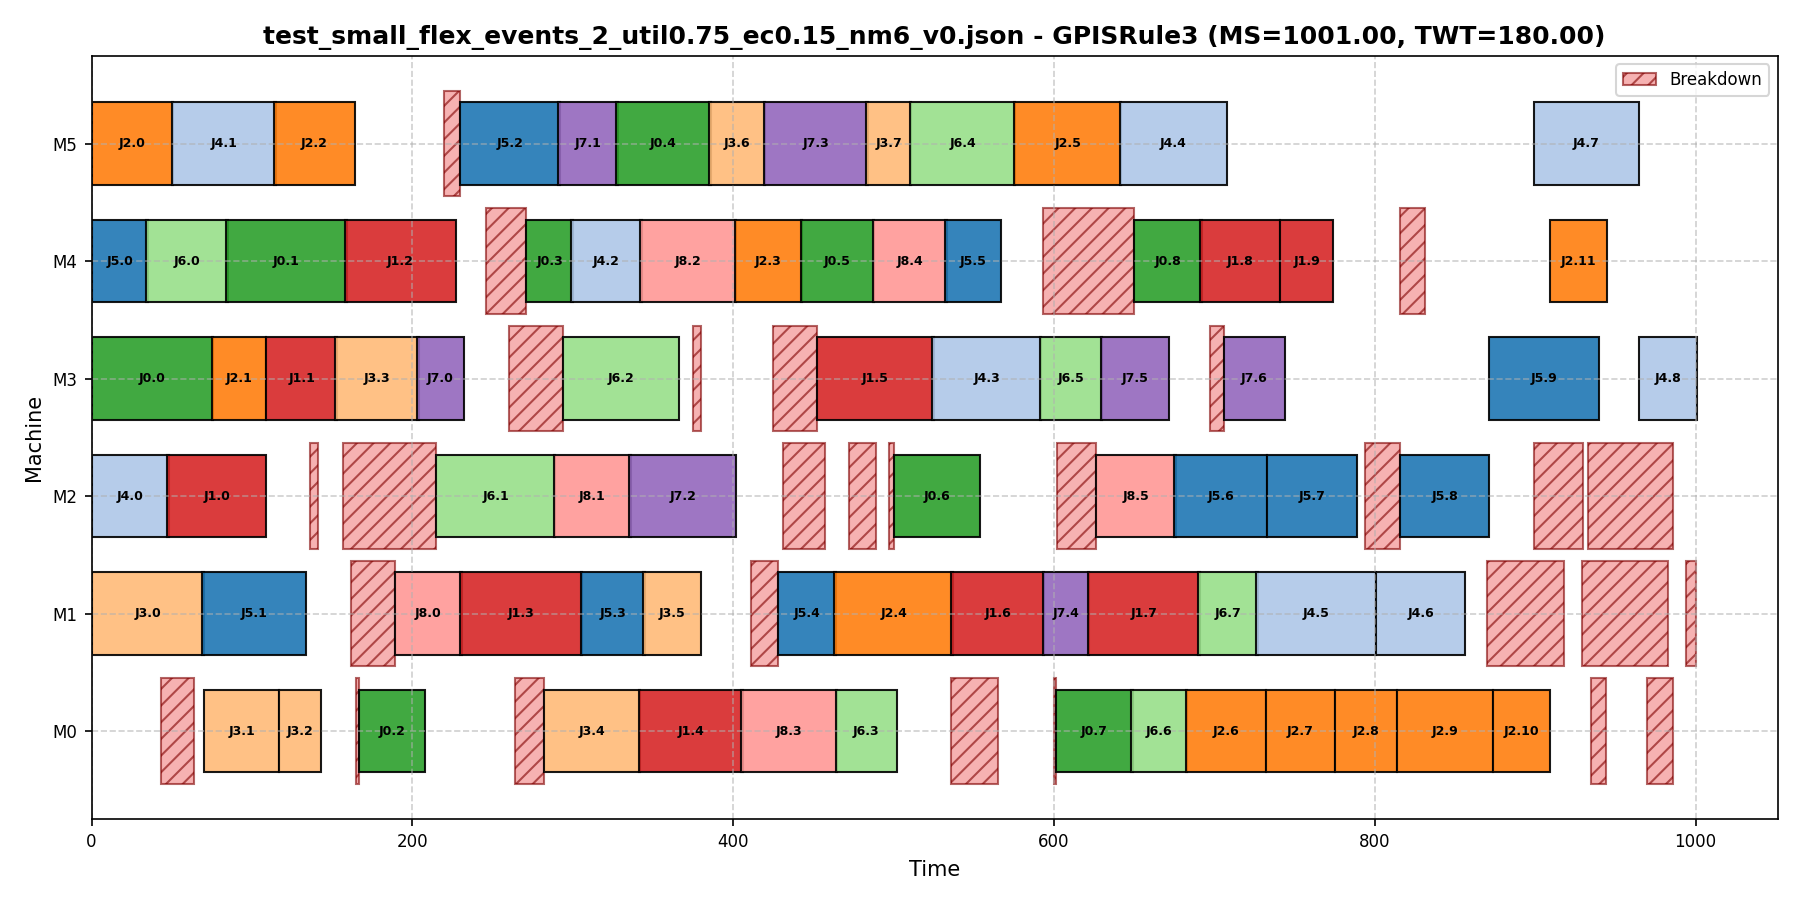 test_small_flex_events_2_util0.75_ec0.15_nm6_v0.json - GPISRule3 (MS=1001.00, TWT=180.00)
Breakdown
M5 J2.0 J4.1 J2.2 J5.2 J7.1 J0.4 J3.6 J7.3 J3.7 J6.4 J2.5 J4.4 J4.7
M4 J5.0 J6.0 J0.1 J1.2 J0.3 J4.2 J8.2 J2.3 J0.5 J8.4 J5.5 J0.8 J1.8 J1.9 J2.11
M3 J0.0 J2.1 J1.1 J3.3 J7.0 J6.2 J1.5 J4.3 J6.5 J7.5 J7.6 J5.9 J4.8
M2 J4.0 J1.0 J6.1 J8.1 J7.2 J0.6 J8.5 J5.6 J5.7 J5.8
M1 J3.0 J5.1 J8.0 J1.3 J5.3 J3.5 J5.4 J2.4 J1.6 J7.4 J1.7 J6.7 J4.5 J4.6
M0 J3.1 J3.2 J0.2 J3.4 J1.4 J8.3 J6.3 J0.7 J6.6 J2.6 J2.7 J2.8 J2.9 J2.10
Machine
0 200 400 600 800 1000
Time